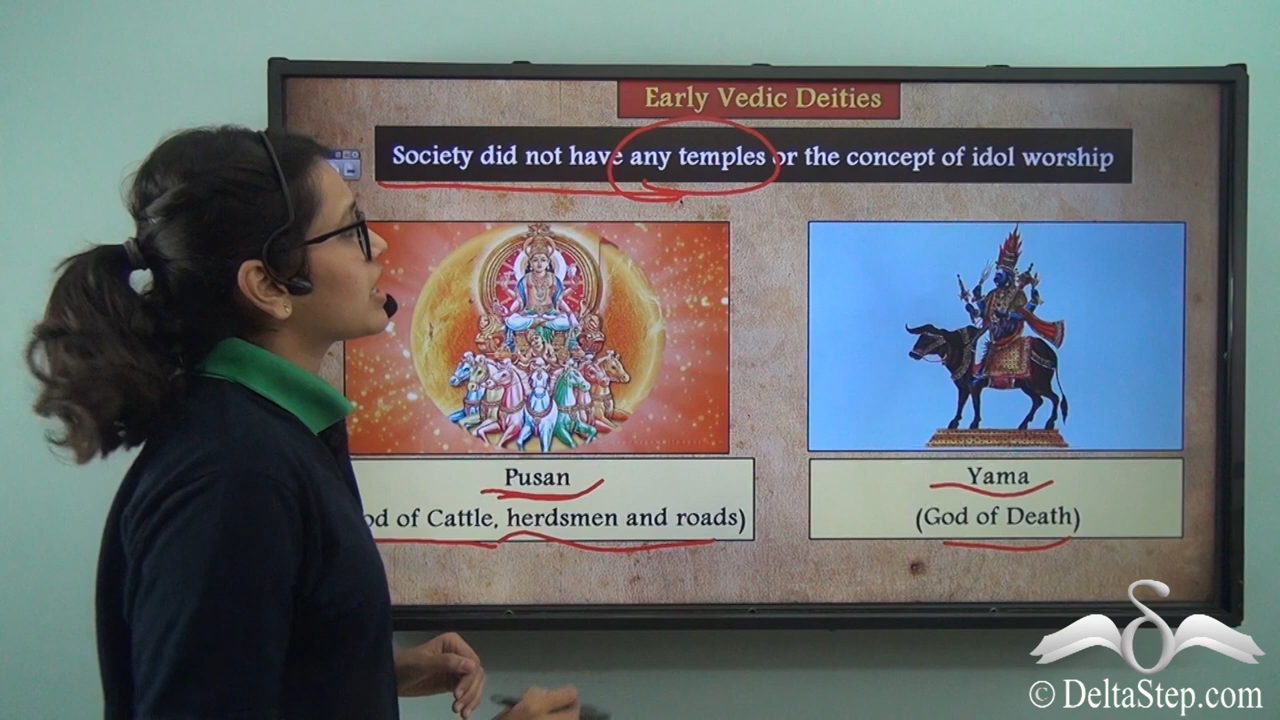 Early Vedic Deities
Society did not have any temples or the concept of idol worship
Pusan
od of Cattle, herdsmen and roads)
Yama
(God of Death)
© DeltaStep.com